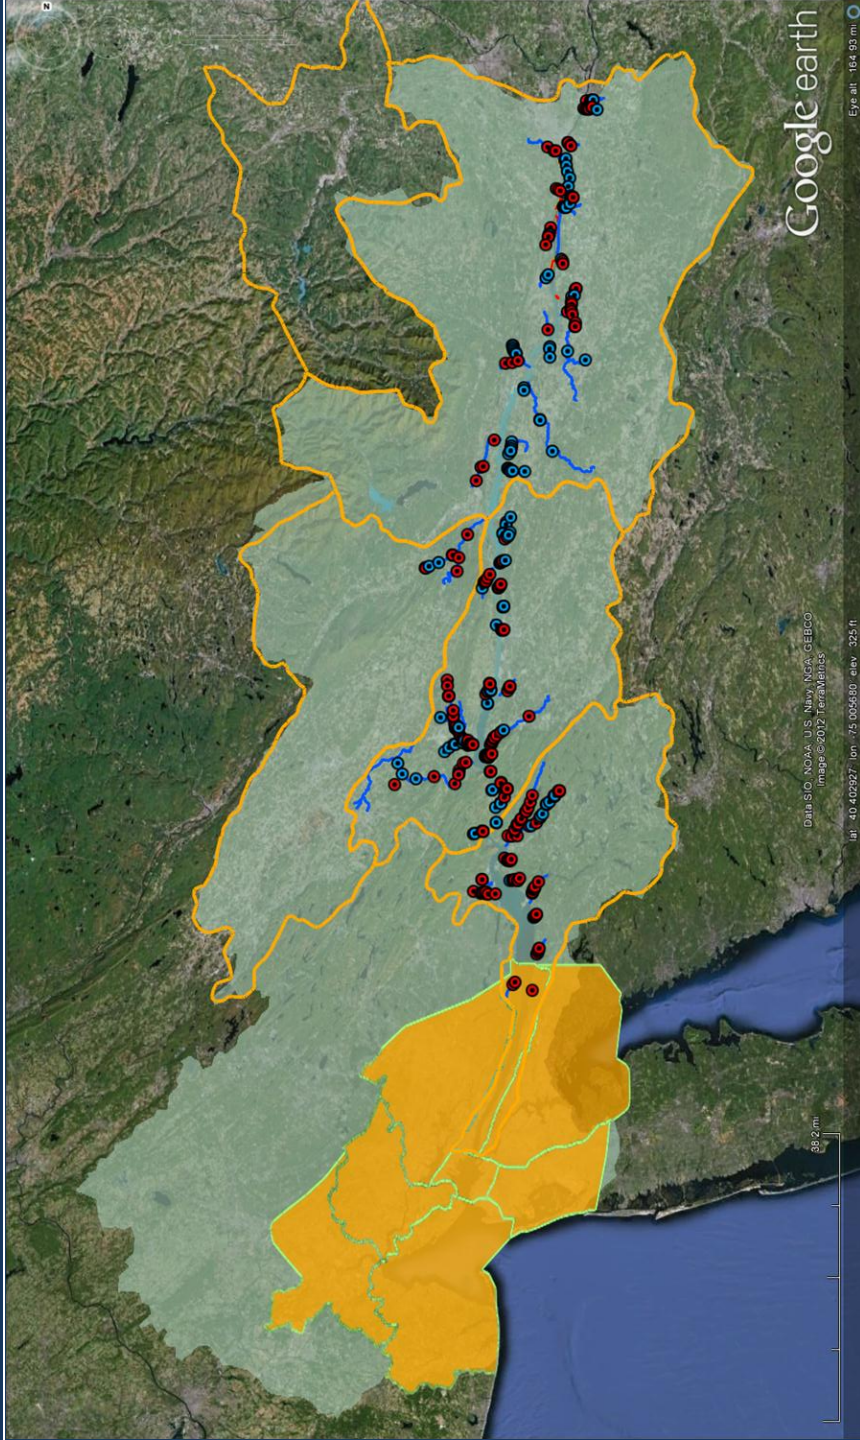 N
Google earth
Data SIO, NOAA, U.S. Navy, NGA, GEBCO
Image © 2012 TerraMetrics
38.2 mi
lat 40.402927 lon -75.005680 elev 325 ft
Eye alt 164.93 mi